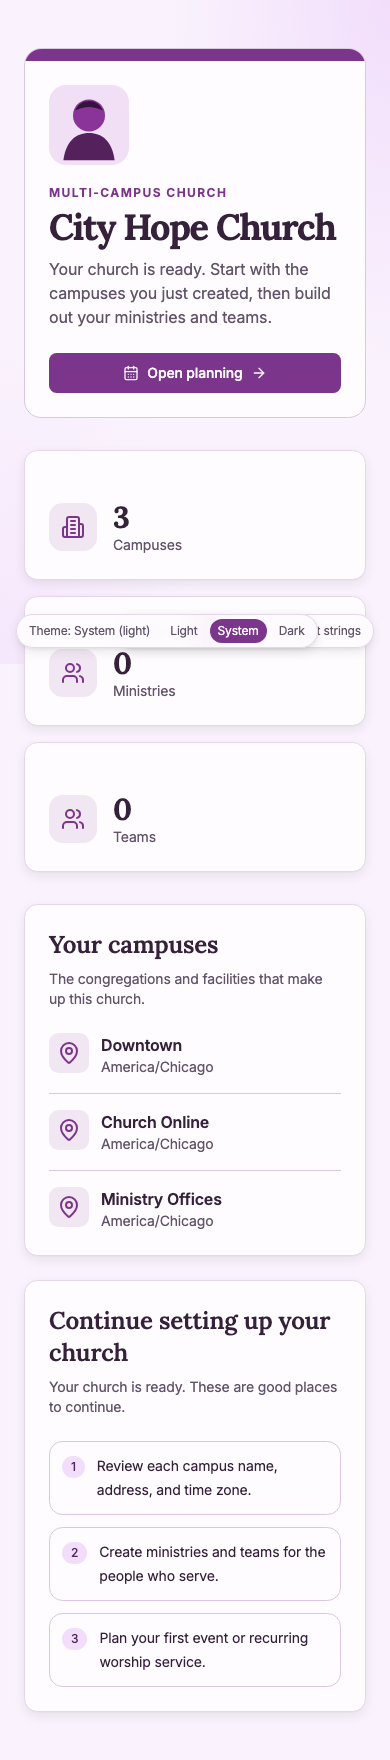 MULTI-CAMPUS CHURCH
City Hope Church
Your church is ready. Start with the
campuses you just created, then build
out your ministries and teams.
Open planning
3
Campuses
Theme: System (light) Light System Dark t strings
0
Ministries
0
Teams
Your campuses
The congregations and facilities that make
up this church.
Downtown
America/Chicago
Church Online
America/Chicago
Ministry Offices
America/Chicago
Continue setting up your
church
Your church is ready. These are good places
to continue.
1 Review each campus name,
address, and time zone.
2 Create ministries and teams for the
people who serve.
3 Plan your first event or recurring
worship service.